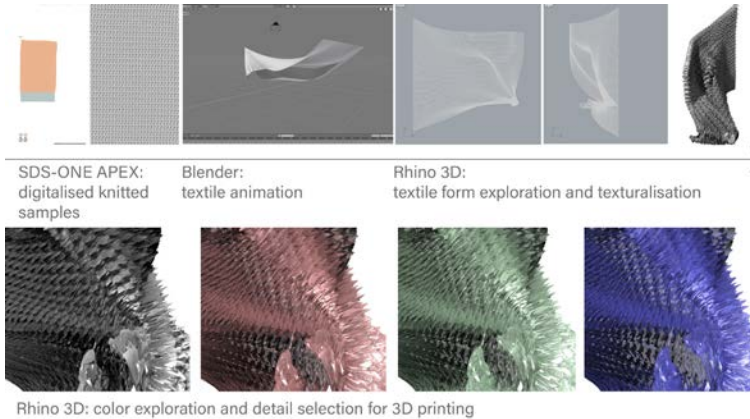 SDS-ONE APEX:
digitalised knitted
samples
Blender:
textile animation
Rhino 3D:
textile form exploration and texturalisation
Rhino 3D: color exploration and detail selection for 3D printing